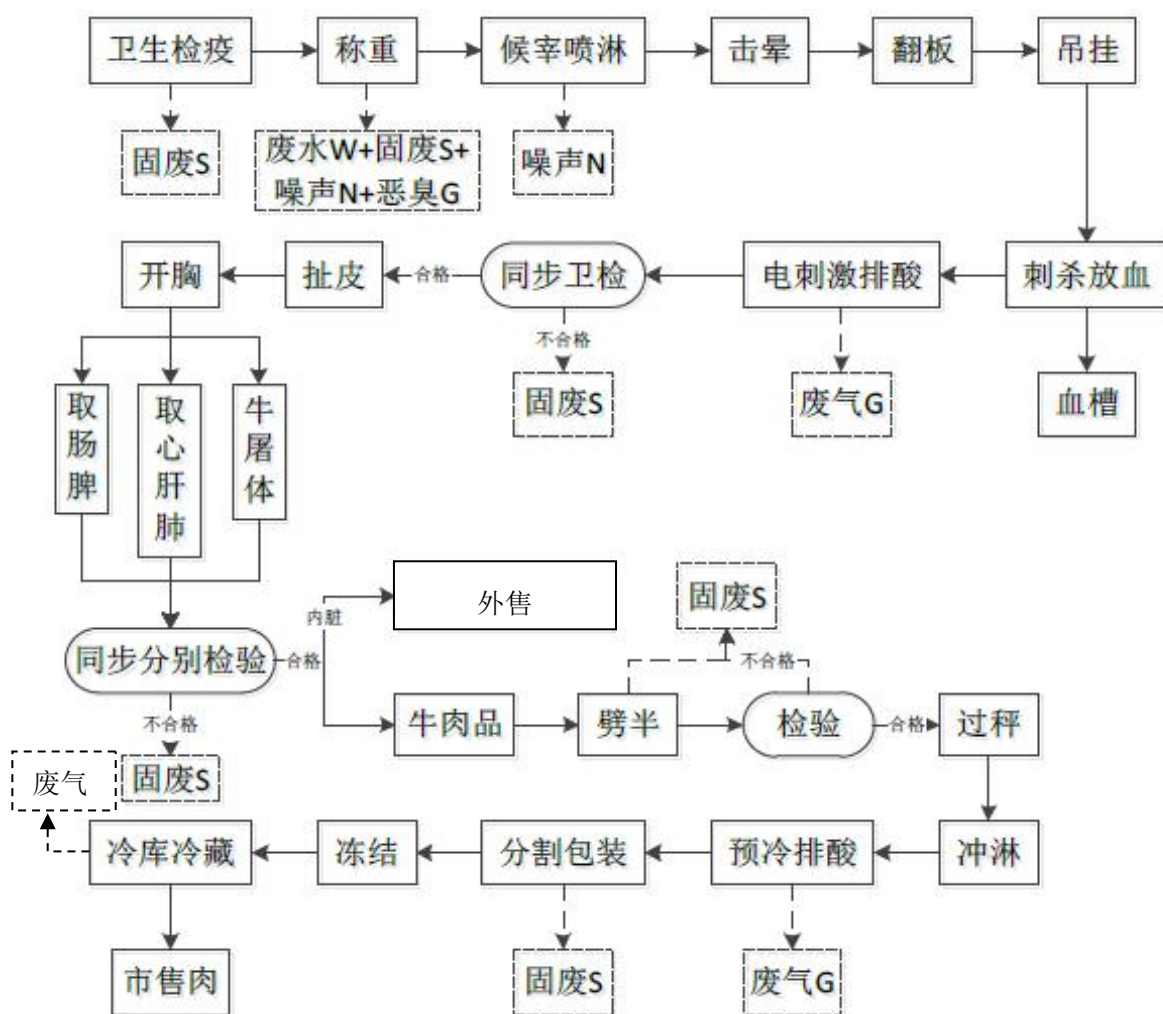 卫生检疫
称重
候宰喷淋
击晕
翻板
吊挂
固废S
废水W+固废S+
噪声N+恶臭G
噪声N
开胸
扯皮
合格
同步卫检
电刺激排酸
刺杀放血
不合格
固废S
废气G
血槽
取肠脾
取心肝肺
牛屠体
外售
固废S
内脏
同步分别检验
合格
不合格
不合格
牛肉品
劈半
检验
合格
过秤
废气
固废S
冷库冷藏
冻结
分割包装
预冷排酸
冲淋
市售肉
固废S
废气G